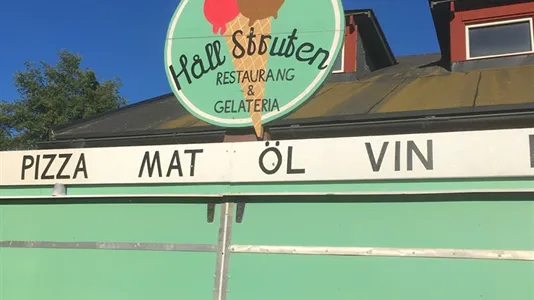 Håll Struten
RESTAURANG
&
GELATERIA
PIZZA MAT ÖL VIN